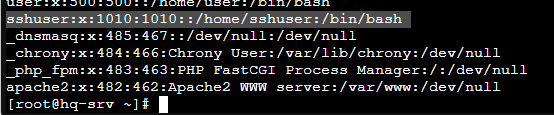 user:x:500:500::/home/user:/bin/bash
sshuser:x:1010:1010::/home/sshuser:/bin/bash
_dnsmasq:x:485:467::/dev/null:/dev/null
_chrony:x:484:466:Chrony User:/var/lib/chrony:/dev/null
_php_fpm:x:483:463:PHP FastCGI Process Manager:/:/dev/null
apache2:x:482:462:Apache2 WWW server:/var/www:/dev/null
[root@hq-srv ~]#